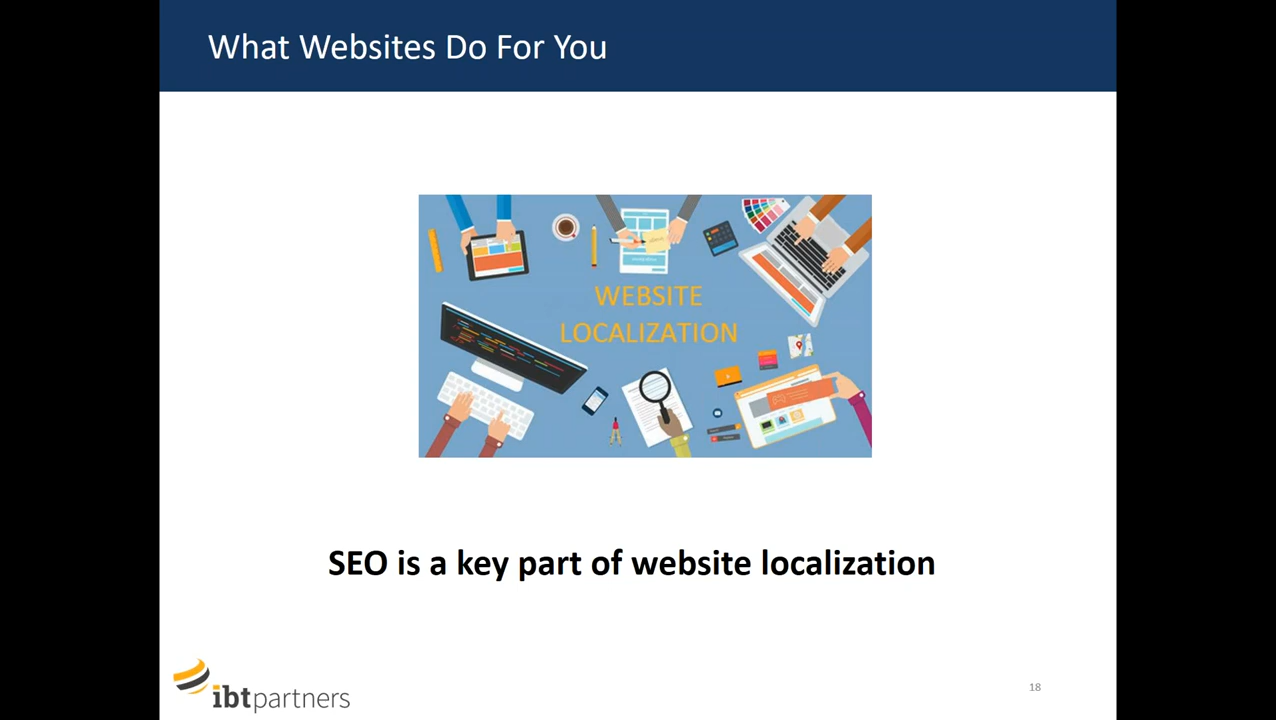 What Websites Do For You
WEBSITE
LOCALIZATION
SEO is a key part of website localization
ibtpartners
18